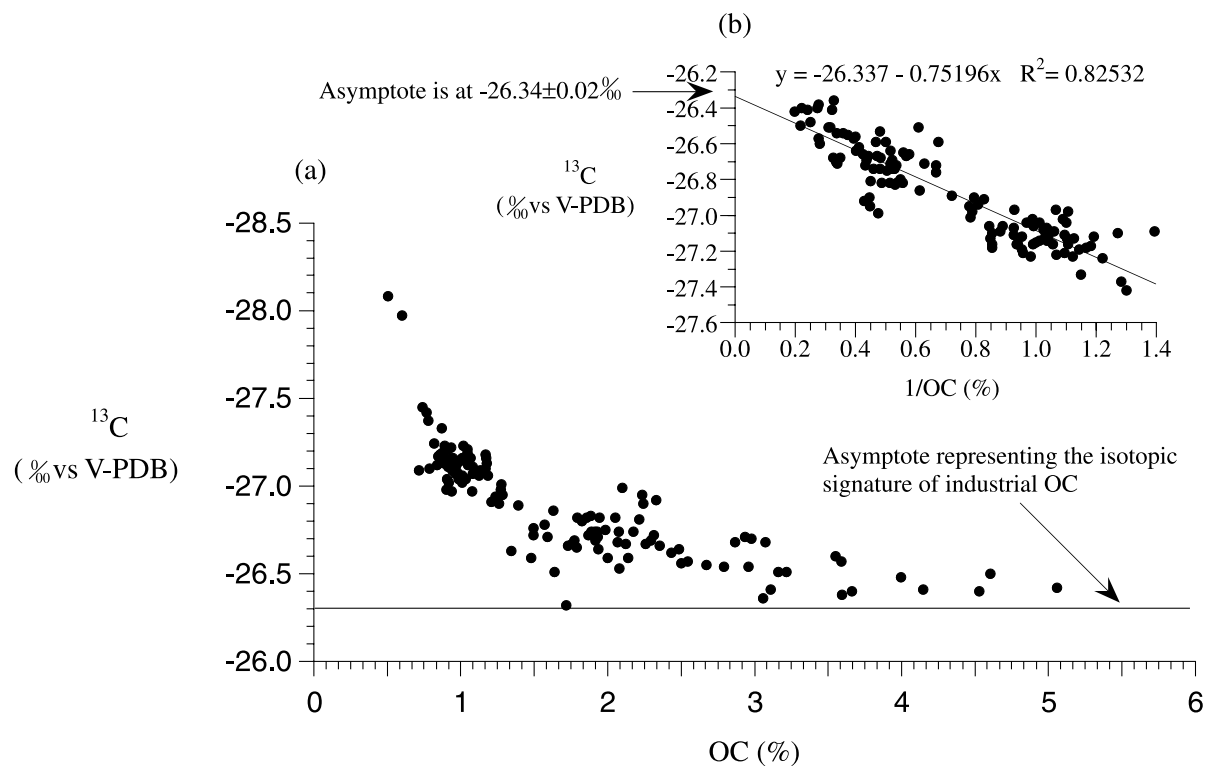 (b)
y = -26.337 - 0.75196x R²= 0.82532
Asymptote is at -26.34±0.02‰
-26.2
-26.4
-26.6
-26.8
-27.0
-27.2
-27.4
-27.6
¹³C
(‰vs V-PDB)
0.0 0.2 0.4 0.6 0.8 1.0 1.2 1.4
1/OC (%)
(a)
-28.5
-28.0
-27.5
-27.0
-26.5
-26.0
¹³C
(‰vs V-PDB)
Asymptote representing the isotopic
signature of industrial OC
0 1 2 3 4 5 6
OC (%)